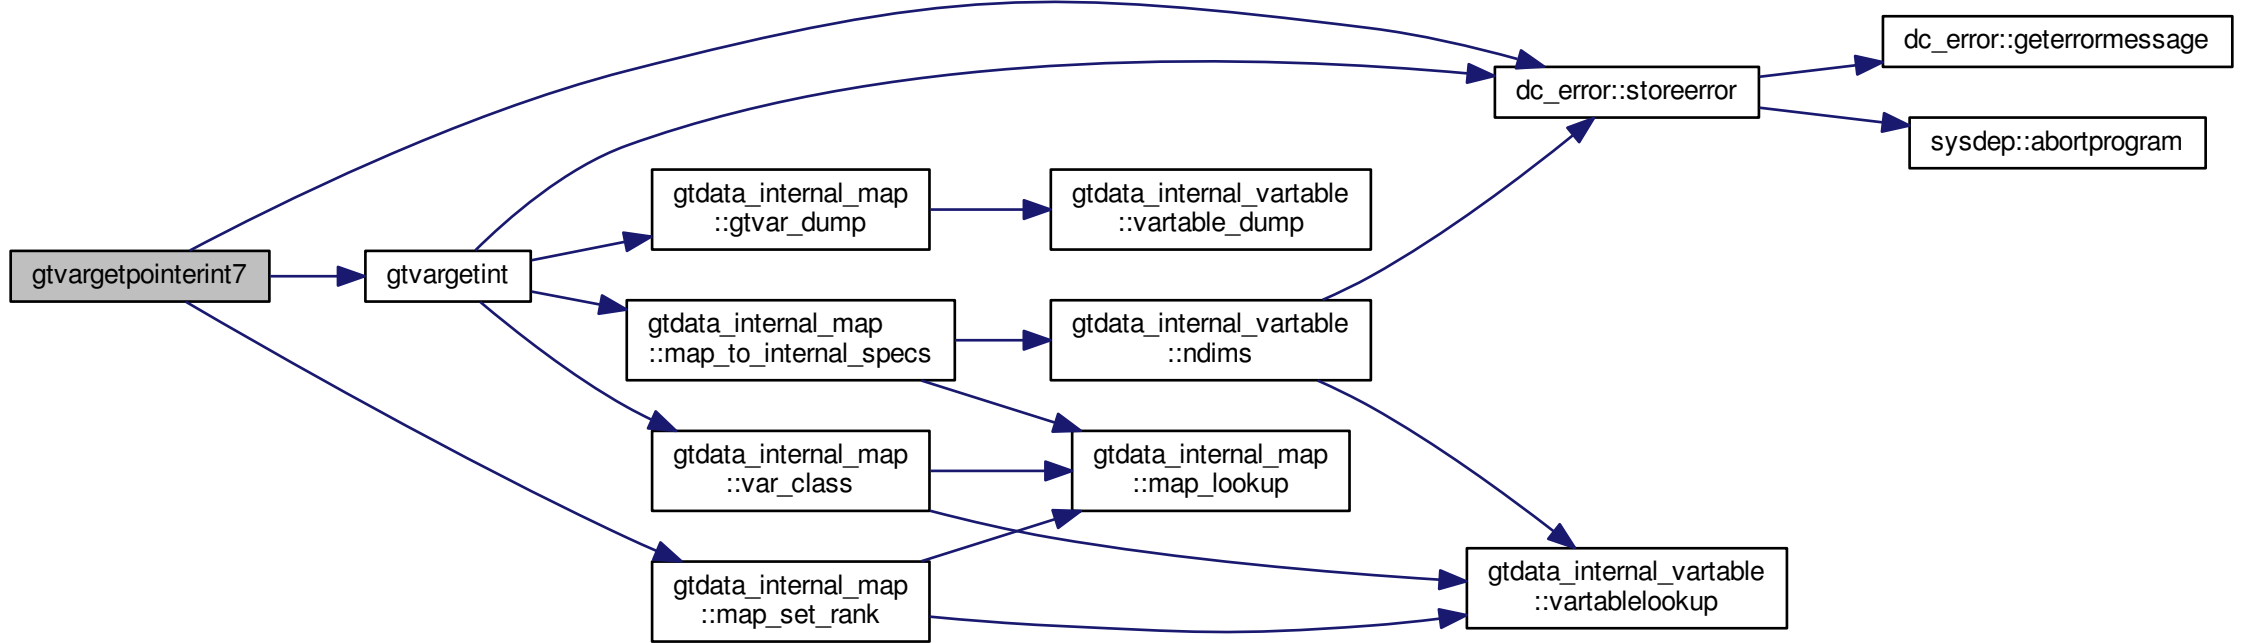 gtvargetpointerint7
gtvargetint
gtdata_internal_map
::gtvar_dump
gtdata_internal_map
::map_to_internal_specs
gtdata_internal_map
::var_class
gtdata_internal_map
::map_set_rank
gtdata_internal_vartable
::vartable_dump
gtdata_internal_vartable
::ndims
gtdata_internal_map
::map_lookup
dc_error::storeerror
gtdata_internal_vartable
::vartablelookup
dc_error::geterrormessage
sysdep::abortprogram